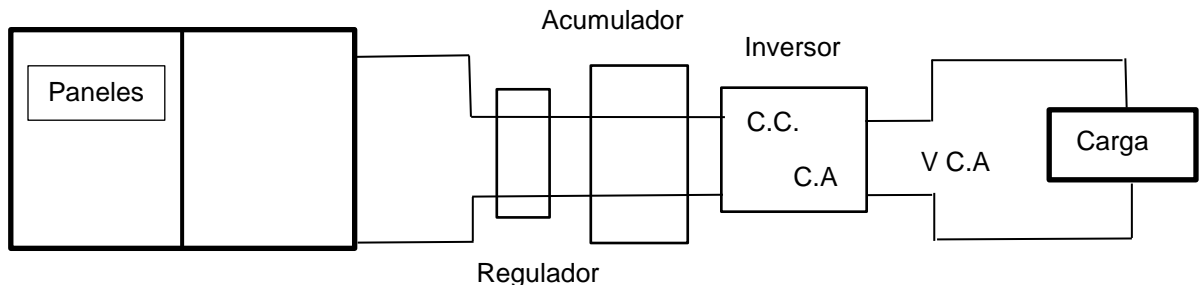 Acumulador
Inversor
Paneles
C.C.
Carga
V C.A
C.A
Regulador